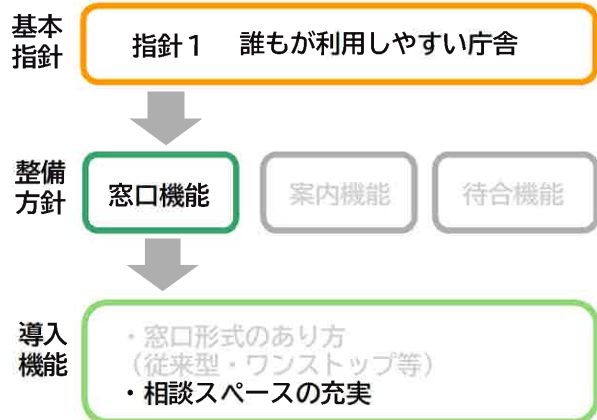 基本
指針
指針1 誰もが利用しやすい庁舎
整備
方針
窓口機能
案内機能
待合機能
導入
機能
・窓口形式のあり方
(従来型・ワンストップ等)
・相談スペースの充実